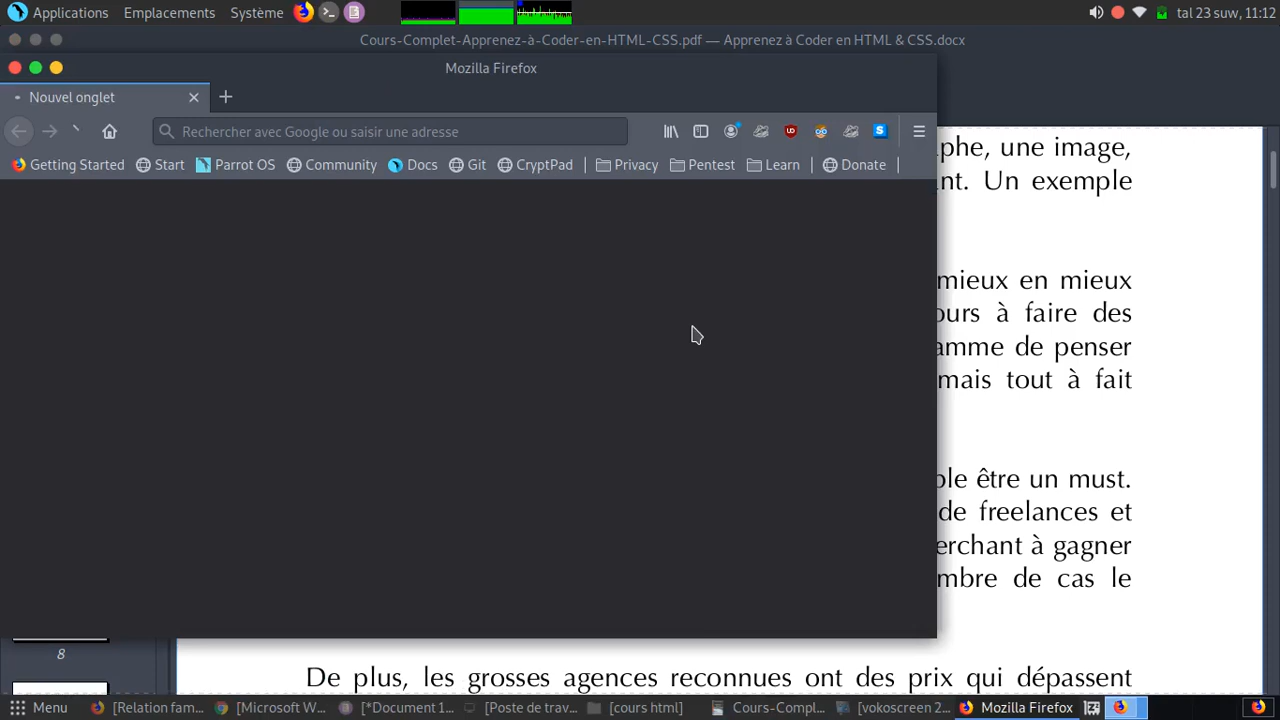 Applications Emplacements Système tal 23 suw, 11:12
Cours-Complet-Apprenez-à-Coder-en-HTML-CSS.pdf — Apprenez à Coder en HTML & CSS.docx
Mozilla Firefox
Nouvel onglet
Rechercher avec Google ou saisir une adresse
Getting Started Start Parrot OS Community Docs Git CryptPad Privacy Pentest Learn Donate
phe, une image,
nt. Un exemple
mieux en mieux
ours à faire des
amme de penser
mais tout à fait
ble être un must.
de freelances et
erchant à gagner
mbre de cas le
8
De plus, les grosses agences reconnues ont des prix qui dépassent
Menu [Relation fam... [Microsoft W... [*Document 1... [Poste de trav... [cours html] Cours-Compl... [vokoscreen 2... Mozilla Firefox